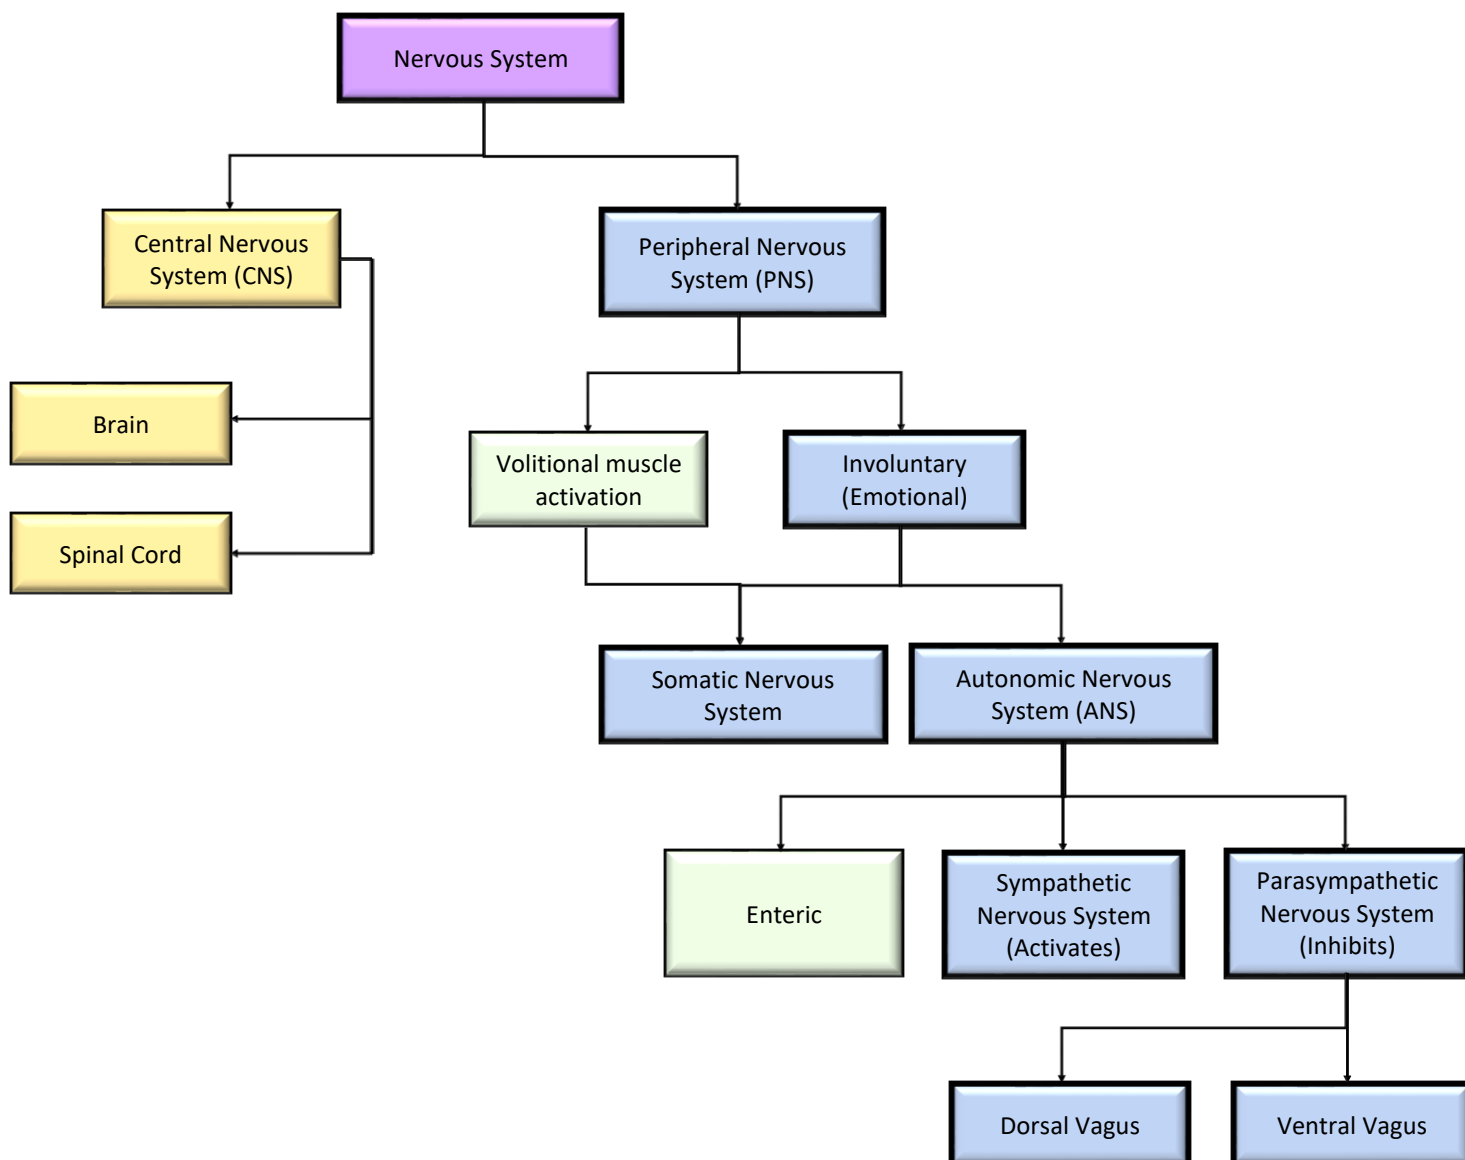 Nervous System
Central Nervous
System (CNS)
Peripheral Nervous
System (PNS)
Brain
Volitional muscle
activation
Involuntary
(Emotional)
Spinal Cord
Somatic Nervous
System
Autonomic Nervous
System (ANS)
Enteric
Sympathetic
Nervous System
(Activates)
Parasympathetic
Nervous System
(Inhibits)
Dorsal Vagus
Ventral Vagus